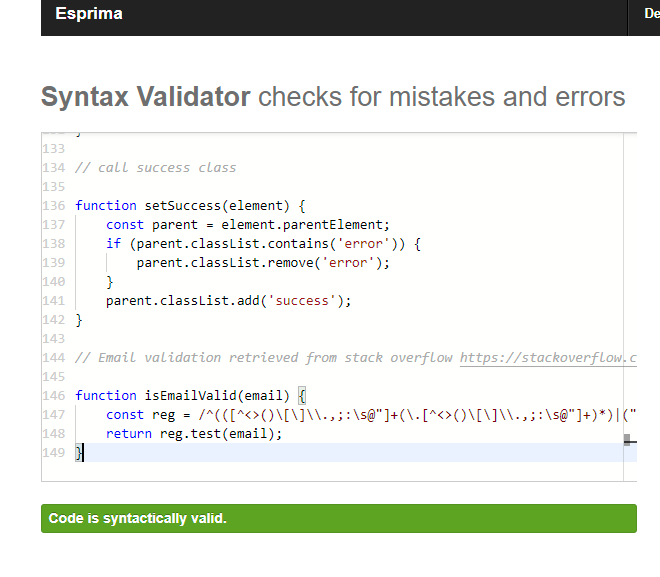 Esprima
De
Syntax Validator checks for mistakes and errors
133
134 // call success class
135
136 function setSuccess(element) {
137     const parent = element.parentElement;
138     if (parent.classList.contains('error')) {
139         parent.classList.remove('error');
140     }
141     parent.classList.add('success');
142 }
143
144 // Email validation retrieved from stack overflow https://stackoverflow.c
145
146 function isEmailValid(email) {
147     const reg = /^(([^<>()\[\]\\.,;:\s@"]+(\.[^<>()\[\]\\.,;:\s@"]+)*)|("
148     return reg.test(email);
149 }
Code is syntactically valid.